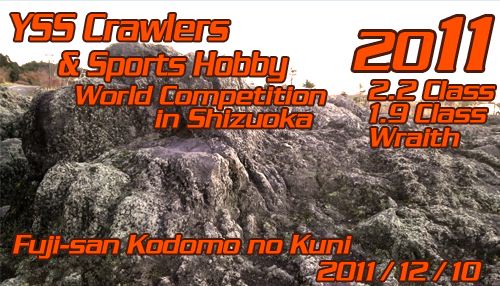 YSS Crawlers
& Sports Hobby
World Competition
in Shizuoka
2011
2.2 Class
1.9 Class
Wraith
Fuji-san Kodomo no Kuni
2011/12/10